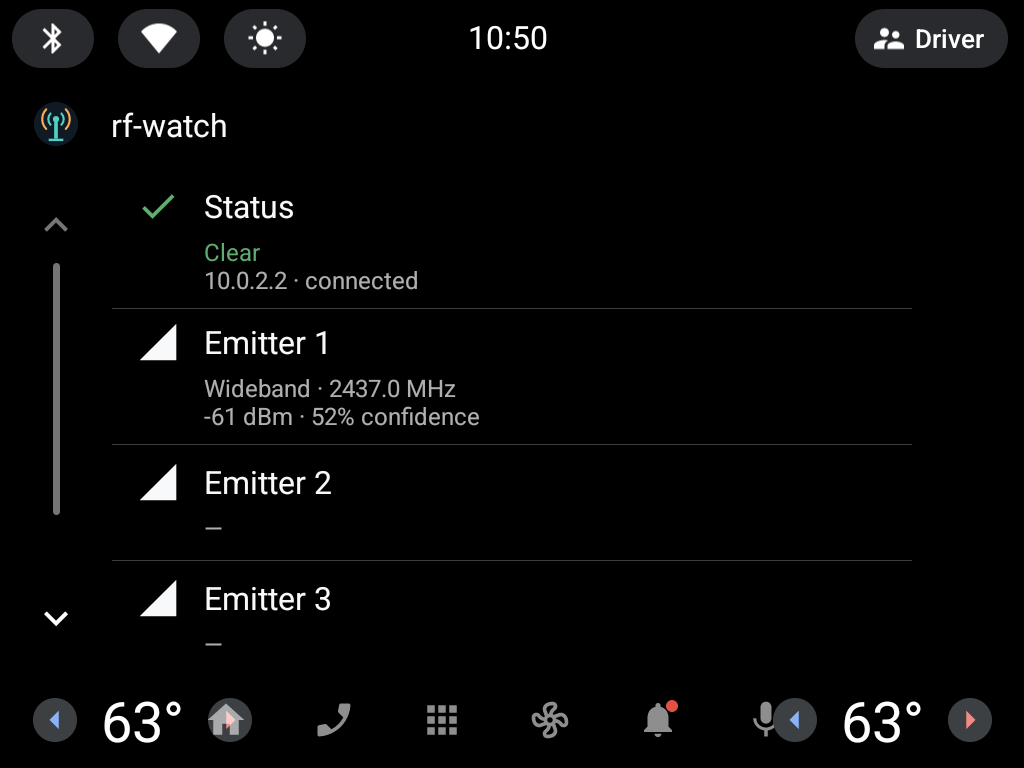 10:50
Driver
rf-watch
Status
Clear
10.0.2.2 · connected
Emitter 1
Wideband · 2437.0 MHz
-61 dBm · 52% confidence
Emitter 2
–
Emitter 3
–
63° 63°